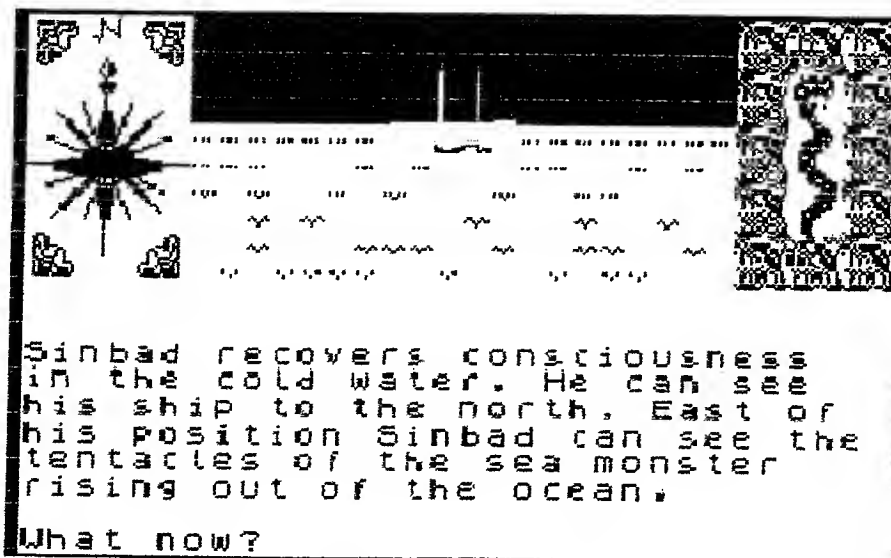 N
Sinbad recovers consciousness
in the cold water. He can see
his ship to the north. East of
his position Sinbad can see the
tentacles of the sea monster
rising out of the ocean.
What now?